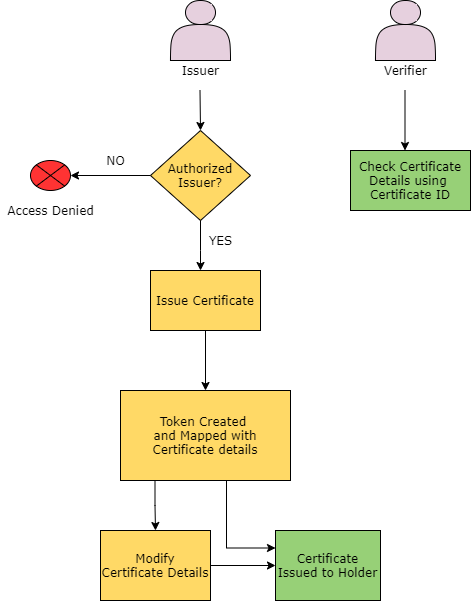 Issuer
Verifier
Authorized
Issuer?
NO
Access Denied
Check Certificate
Details using
Certificate ID
YES
Issue Certificate
Token Created
and Mapped with
Certificate details
Modify
Certificate Details
Certificate
Issued to Holder